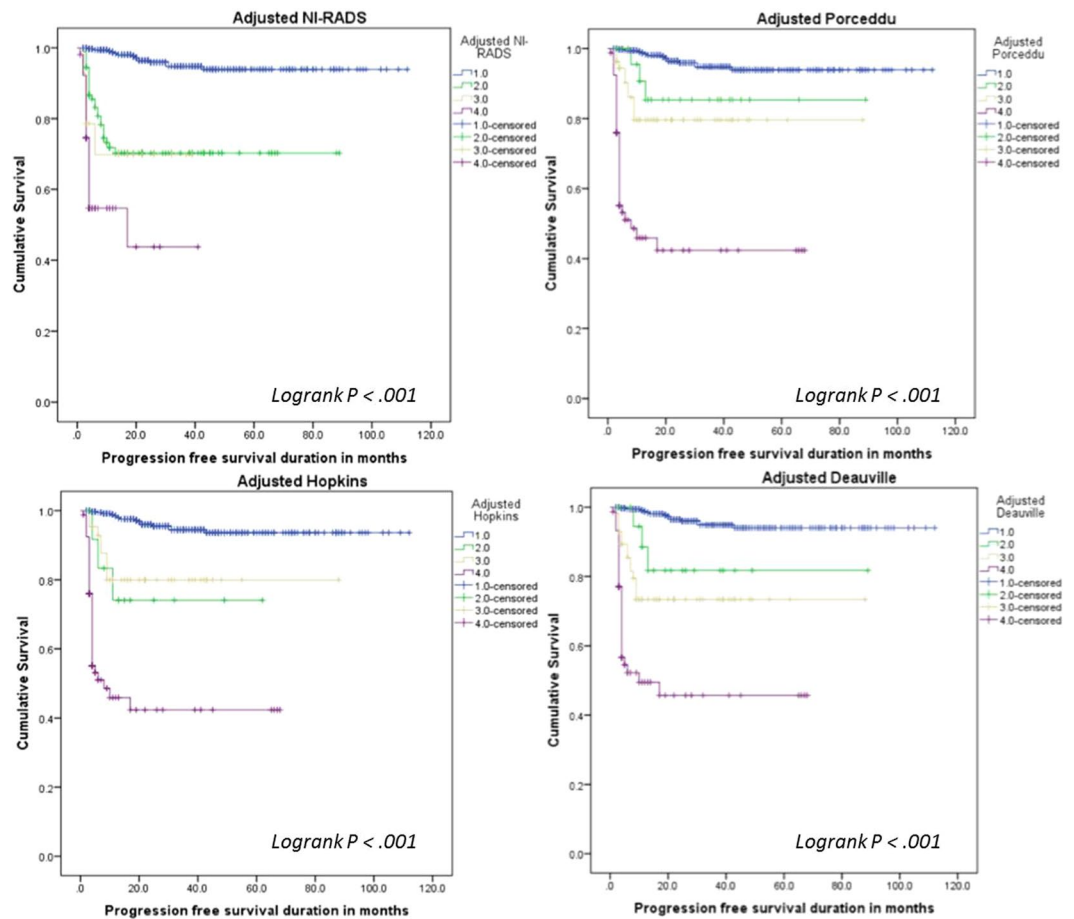 Adjusted NI-RADS
Cumulative Survival
1.0
0.8
0.6
0.4
0.2
0.0
.0 20.0 40.0 60.0 80.0 100.0 120.0
Progression free survival duration in months
Logrank P < .001
Adjusted NI-
RADS
1.0
2.0
3.0
4.0
1.0-censored
2.0-censored
3.0-censored
4.0-censored
Adjusted Porceddu
Cumulative Survival
1.0
0.8
0.6
0.4
0.2
0.0
.0 20.0 40.0 60.0 80.0 100.0 120.0
Progression free survival duration in months
Logrank P < .001
Adjusted
Porceddu
1.0
2.0
3.0
4.0
1.0-censored
2.0-censored
3.0-censored
4.0-censored
Adjusted Hopkins
Cumulative Survival
1.0
0.8
0.6
0.4
0.2
0.0
.0 20.0 40.0 60.0 80.0 100.0 120.0
Progression free survival duration in months
Logrank P < .001
Adjusted
Hopkins
1.0
2.0
3.0
4.0
1.0-censored
2.0-censored
3.0-censored
4.0-censored
Adjusted Deauville
Cumulative Survival
1.0
0.8
0.6
0.4
0.2
0.0
.0 20.0 40.0 60.0 80.0 100.0 120.0
Progression free survival duration in months
Logrank P < .001
Adjusted
Deauville
1.0
2.0
3.0
4.0
1.0-censored
2.0-censored
3.0-censored
4.0-censored